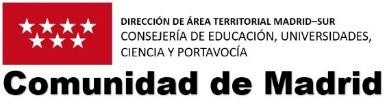 DIRECCIÓN DE ÁREA TERRITORIAL MADRID–SUR
CONSEJERÍA DE EDUCACIÓN, UNIVERSIDADES,
CIENCIA Y PORTAVOCÍA
Comunidad de Madrid